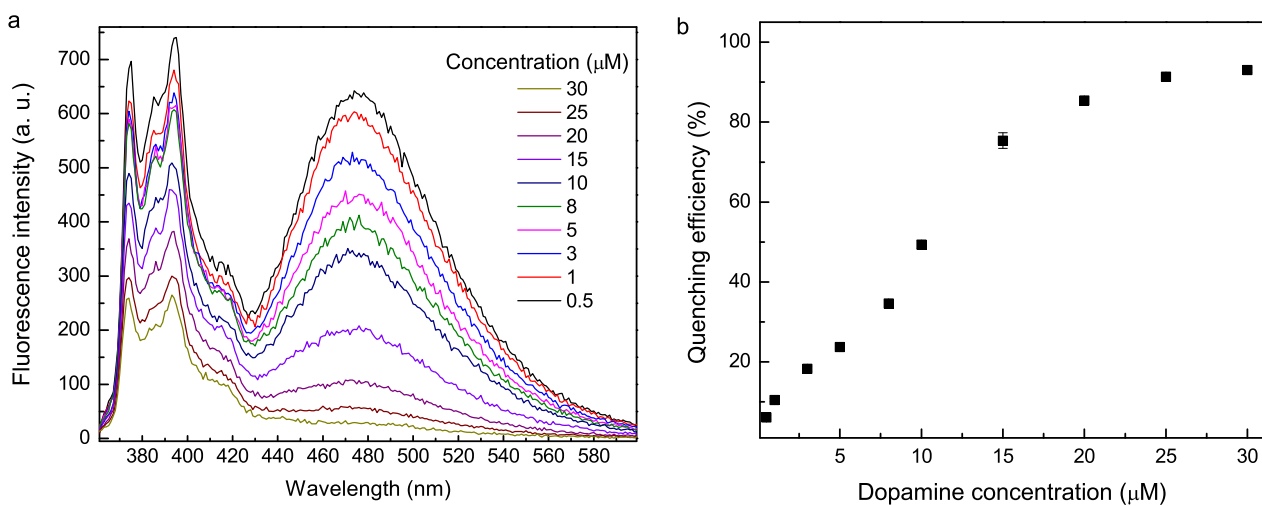 a
Fluorescence intensity (a. u.)
700
600
500
400
300
200
100
0
380 400 420 440 460 480 500 520 540 560 580
Wavelength (nm)
Concentration (μM)
30
25
20
15
10
8
5
3
1
0.5
b
Quenching efficiency (%)
100
80
60
40
20
5 10 15 20 25 30
Dopamine concentration (μM)